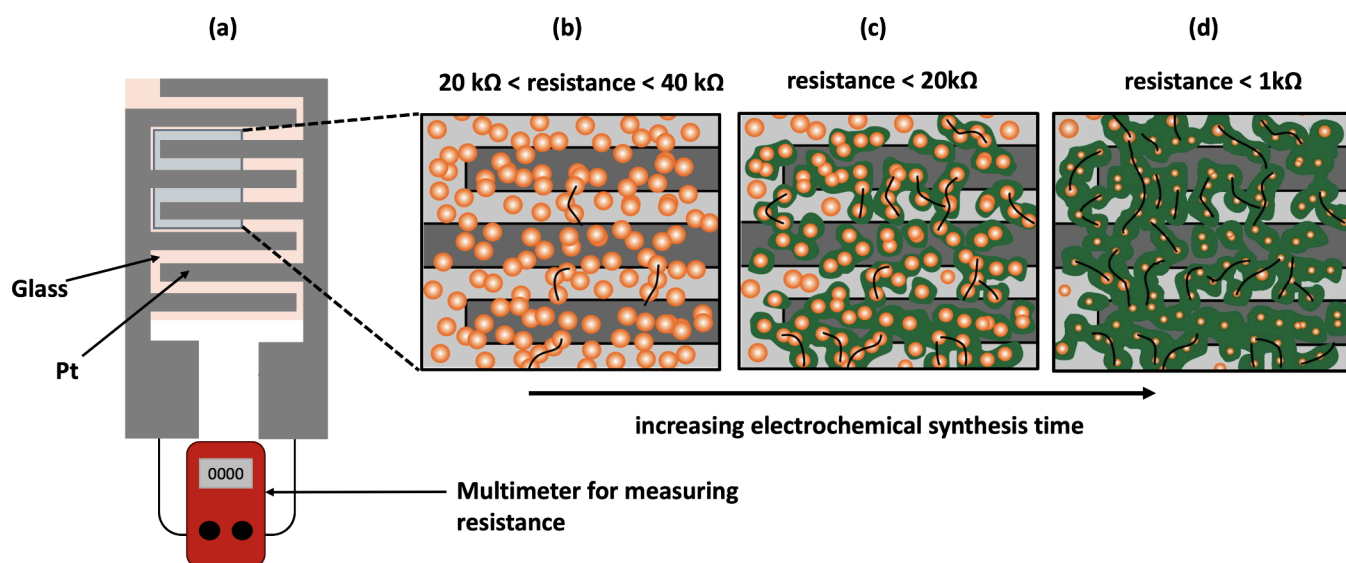 (a)
(b)
(c)
(d)
20 kΩ < resistance < 40 kΩ
resistance < 20kΩ
resistance < 1kΩ
Glass
Pt
increasing electrochemical synthesis time
0000
Multimeter for measuring
resistance